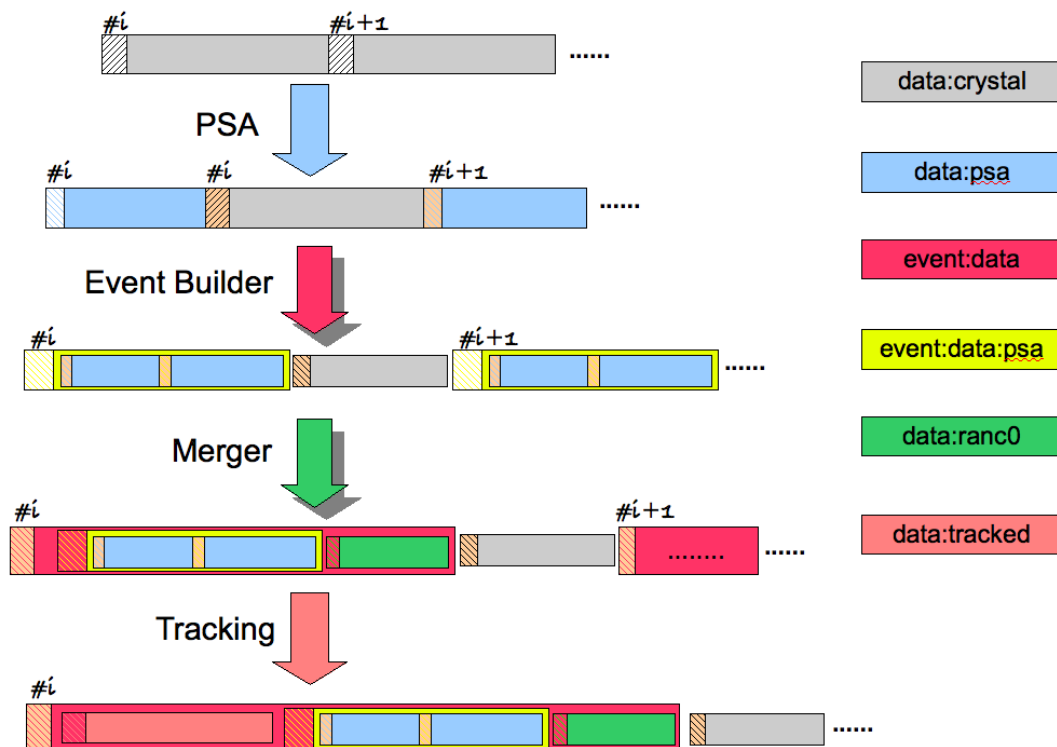 #i #i+1
......
data:crystal
PSA
data:psa
#i #i #i+1
......
Event Builder
event:data
#i #i+1
event:data:psa
......
Merger
data:ranc0
#i #i+1
data:tracked
........ ......
Tracking
#i
......